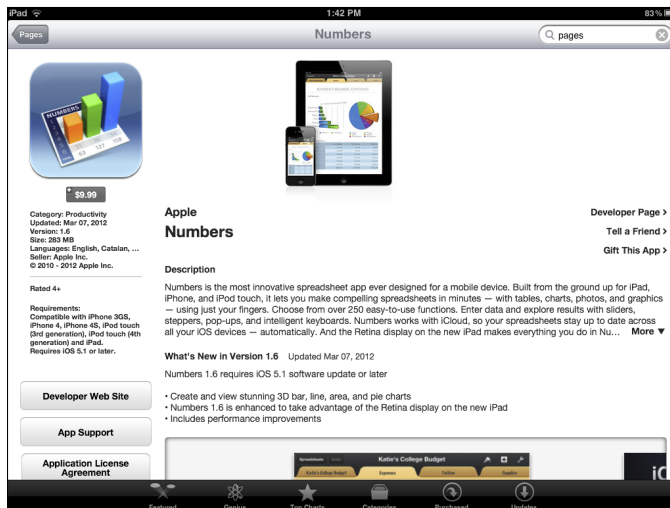 iPad 1:42 PM 83%
Pages Numbers pages
NUMBERS
$9.99
Category: Productivity
Updated: Mar 07, 2012
Version: 1.6
Size: 283 MB
Languages: English, Catalan, ...
Seller: Apple Inc.
© 2010 - 2012 Apple Inc.
Rated 4+
Requirements:
Compatible with iPhone 3GS,
iPhone 4, iPhone 4S, iPod touch
(3rd generation), iPod touch (4th
generation) and iPad.
Requires iOS 5.1 or later.
Developer Web Site
App Support
Application License
Agreement
Apple
Numbers
Developer Page >
Tell a Friend >
Gift This App >
Description
Numbers is the most innovative spreadsheet app ever designed for a mobile device. Built from the ground up for iPad,
iPhone, and iPod touch, it lets you make compelling spreadsheets in minutes — with tables, charts, photos, and graphics
— using just your fingers. Choose from over 250 easy-to-use functions. Enter data and explore results with sliders,
steppers, pop-ups, and intelligent keyboards. Numbers works with iCloud, so your spreadsheets stay up to date across
all your iOS devices — automatically. And the Retina display on the new iPad makes everything you do in Nu... More ▼
What's New in Version 1.6 Updated Mar 07, 2012
Numbers 1.6 requires iOS 5.1 software update or later
• Create and view stunning 3D bar, line, area, and pie charts
• Numbers 1.6 is enhanced to take advantage of the Retina display on the new iPad
• Includes performance improvements
Spreadsheets Katie's College Budget
Katie's College Budget Expenses Tuition Supplies
iC
Featured Genius Top Charts Categories Purchased Updates